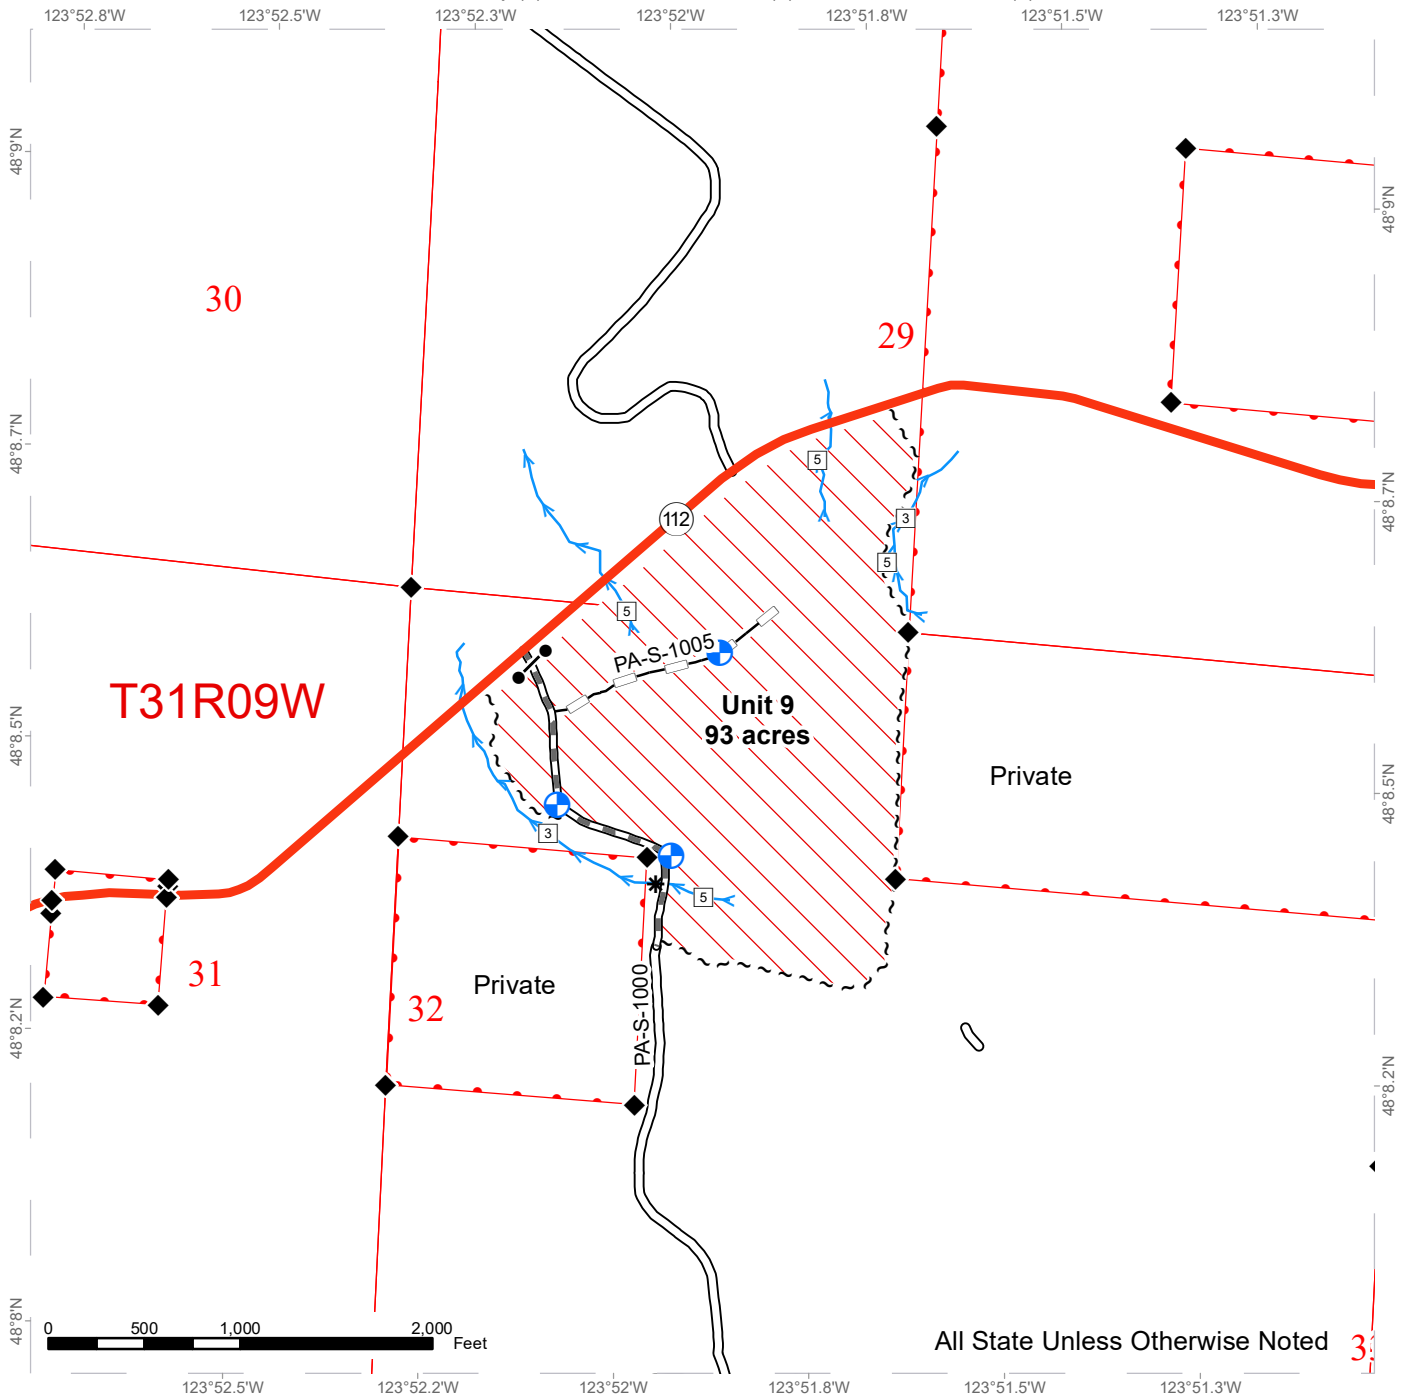 123°52.8'W 123°52.5'W 123°52.3'W 123°52'W 123°51.8'W 123°51.5'W 123°51.3'W
48°9'N
48°9'N
30
29
48°8.7'N
5
48°8.7'N
112
3
5
5
PA-S-1005
T31R09W
Unit 9
93 acres
48°8.5'N
Private
48°8.5'N
3
5
31
Private
32
PA-S-1000
48°8.2'N
48°8.2'N
48°8'N
0 500 1,000 2,000
Feet
All State Unless Otherwise Noted
123°52.5'W 123°52.2'W 123°52'W 123°51.8'W 123°51.5'W 123°51.3'W